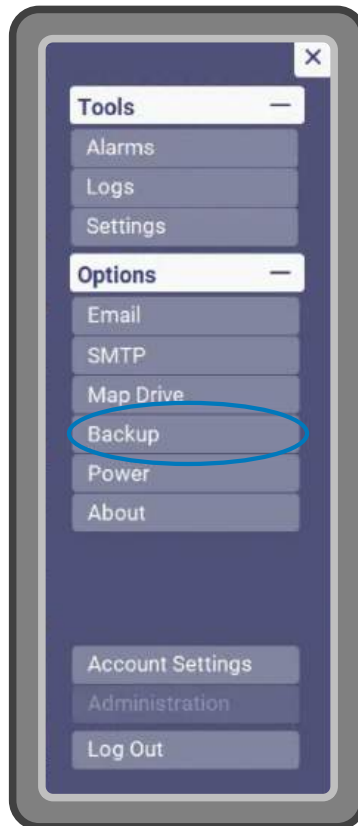 Tools
Alarms
Logs
Settings
Options
Email
SMTP
Map Drive
Backup
Power
About
Account Settings
Administration
Log Out